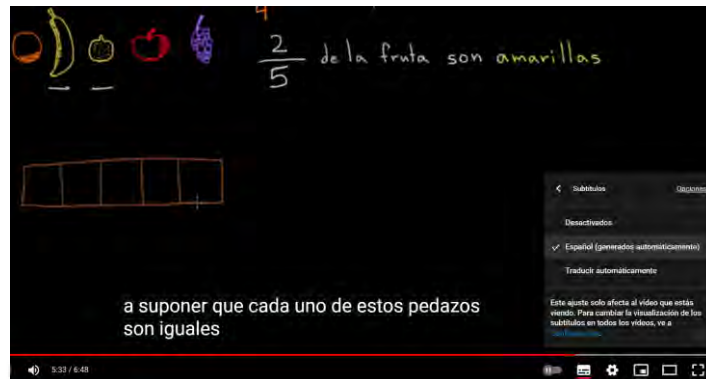 4
2
5
de la fruta son amarillas
Subtítulos
Opciones
Desactivados
Español (generados automáticamente)
Traducir automáticamente
Este ajuste solo afecta al vídeo que estás
viendo. Para cambiar la visualización de los
subtítulos en todos los vídeos, ve a
a suponer que cada uno de estos pedazos
son iguales
5:33 / 6:48